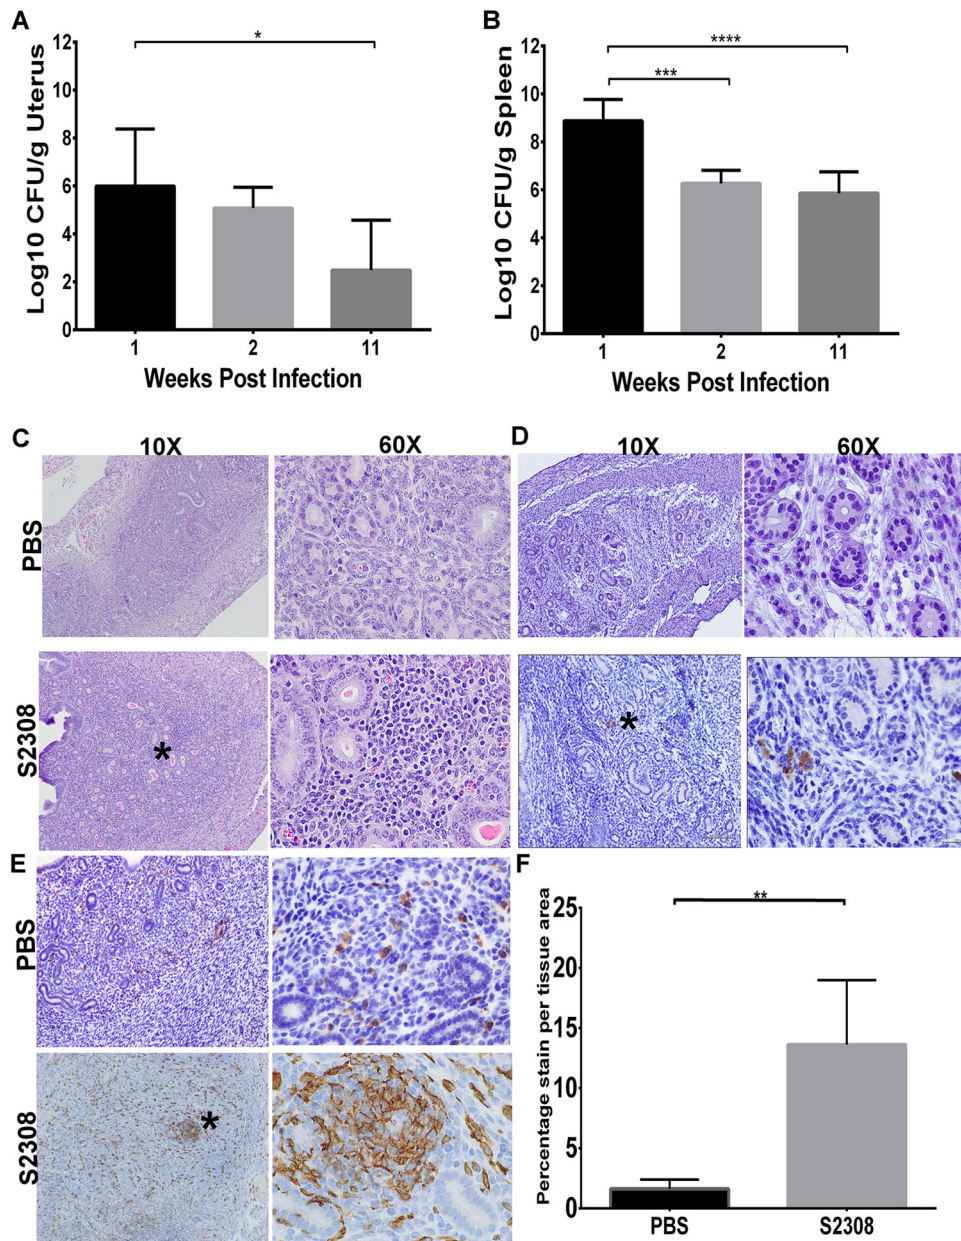 A
Log10 CFU/g Uterus
12
10
8
6
4
2
0
*
1
2
11
Weeks Post Infection
B
Log10 CFU/g Spleen
12
10
8
6
4
2
0
****
***
1
2
11
Weeks Post Infection
C
10X
60X
PBS
S2308
*
D
10X
60X
*
E
PBS
S2308
*
F
Percentage stain per tissue area
25
20
15
10
5
0
**
PBS
S2308